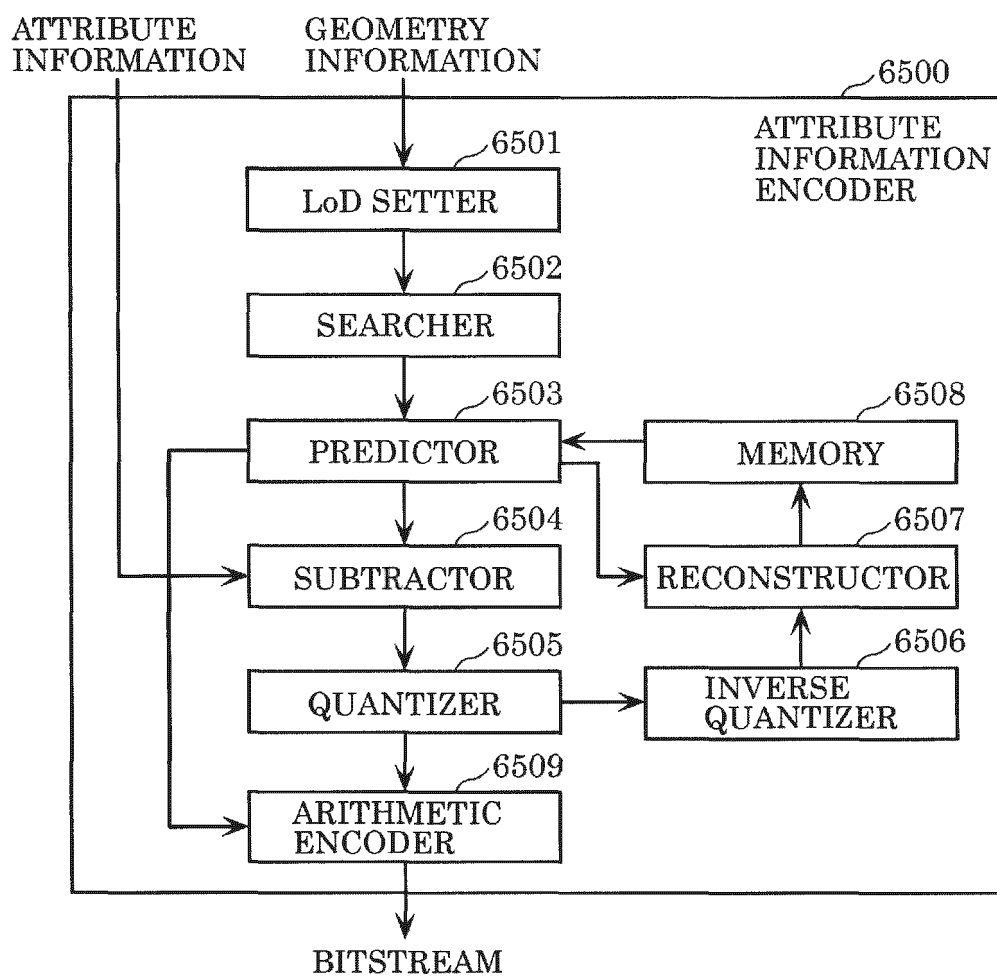 ATTRIBUTE
INFORMATION
GEOMETRY
INFORMATION
6500
ATTRIBUTE
INFORMATION
ENCODER
6501
LoD SETTER
6502
SEARCHER
6503
PREDICTOR
6508
MEMORY
6504
SUBTRACTOR
6507
RECONSTRUCTOR
6505
QUANTIZER
6506
INVERSE
QUANTIZER
6509
ARITHMETIC
ENCODER
BITSTREAM